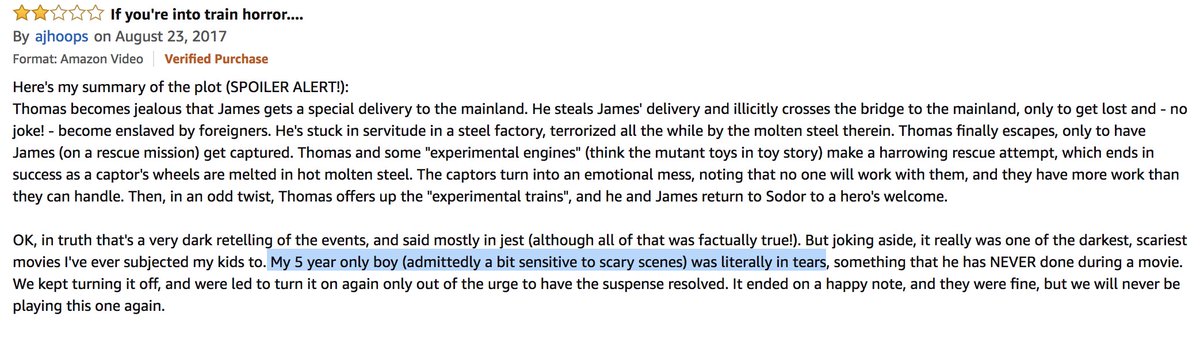 If you're into train horror....
By ajhoops on August 23, 2017
Format: Amazon Video Verified Purchase
Here's my summary of the plot (SPOILER ALERT!):
Thomas becomes jealous that James gets a special delivery to the mainland. He steals James' delivery and illicitly crosses the bridge to the mainland, only to get lost and - no
joke! - become enslaved by foreigners. He's stuck in servitude in a steel factory, terrorized all the while by the molten steel therein. Thomas finally escapes, only to have
James (on a rescue mission) get captured. Thomas and some "experimental engines" (think the mutant toys in toy story) make a harrowing rescue attempt, which ends in
success as a captor's wheels are melted in hot molten steel. The captors turn into an emotional mess, noting that no one will work with them, and they have more work than
they can handle. Then, in an odd twist, Thomas offers up the "experimental trains", and he and James return to Sodor to a hero's welcome.
OK, in truth that's a very dark retelling of the events, and said mostly in jest (although all of that was factually true!). But joking aside, it really was one of the darkest, scariest
movies I've ever subjected my kids to. My 5 year only boy (admittedly a bit sensitive to scary scenes) was literally in tears, something that he has NEVER done during a movie.
We kept turning it off, and were led to turn it on again only out of the urge to have the suspense resolved. It ended on a happy note, and they were fine, but we will never be
playing this one again.